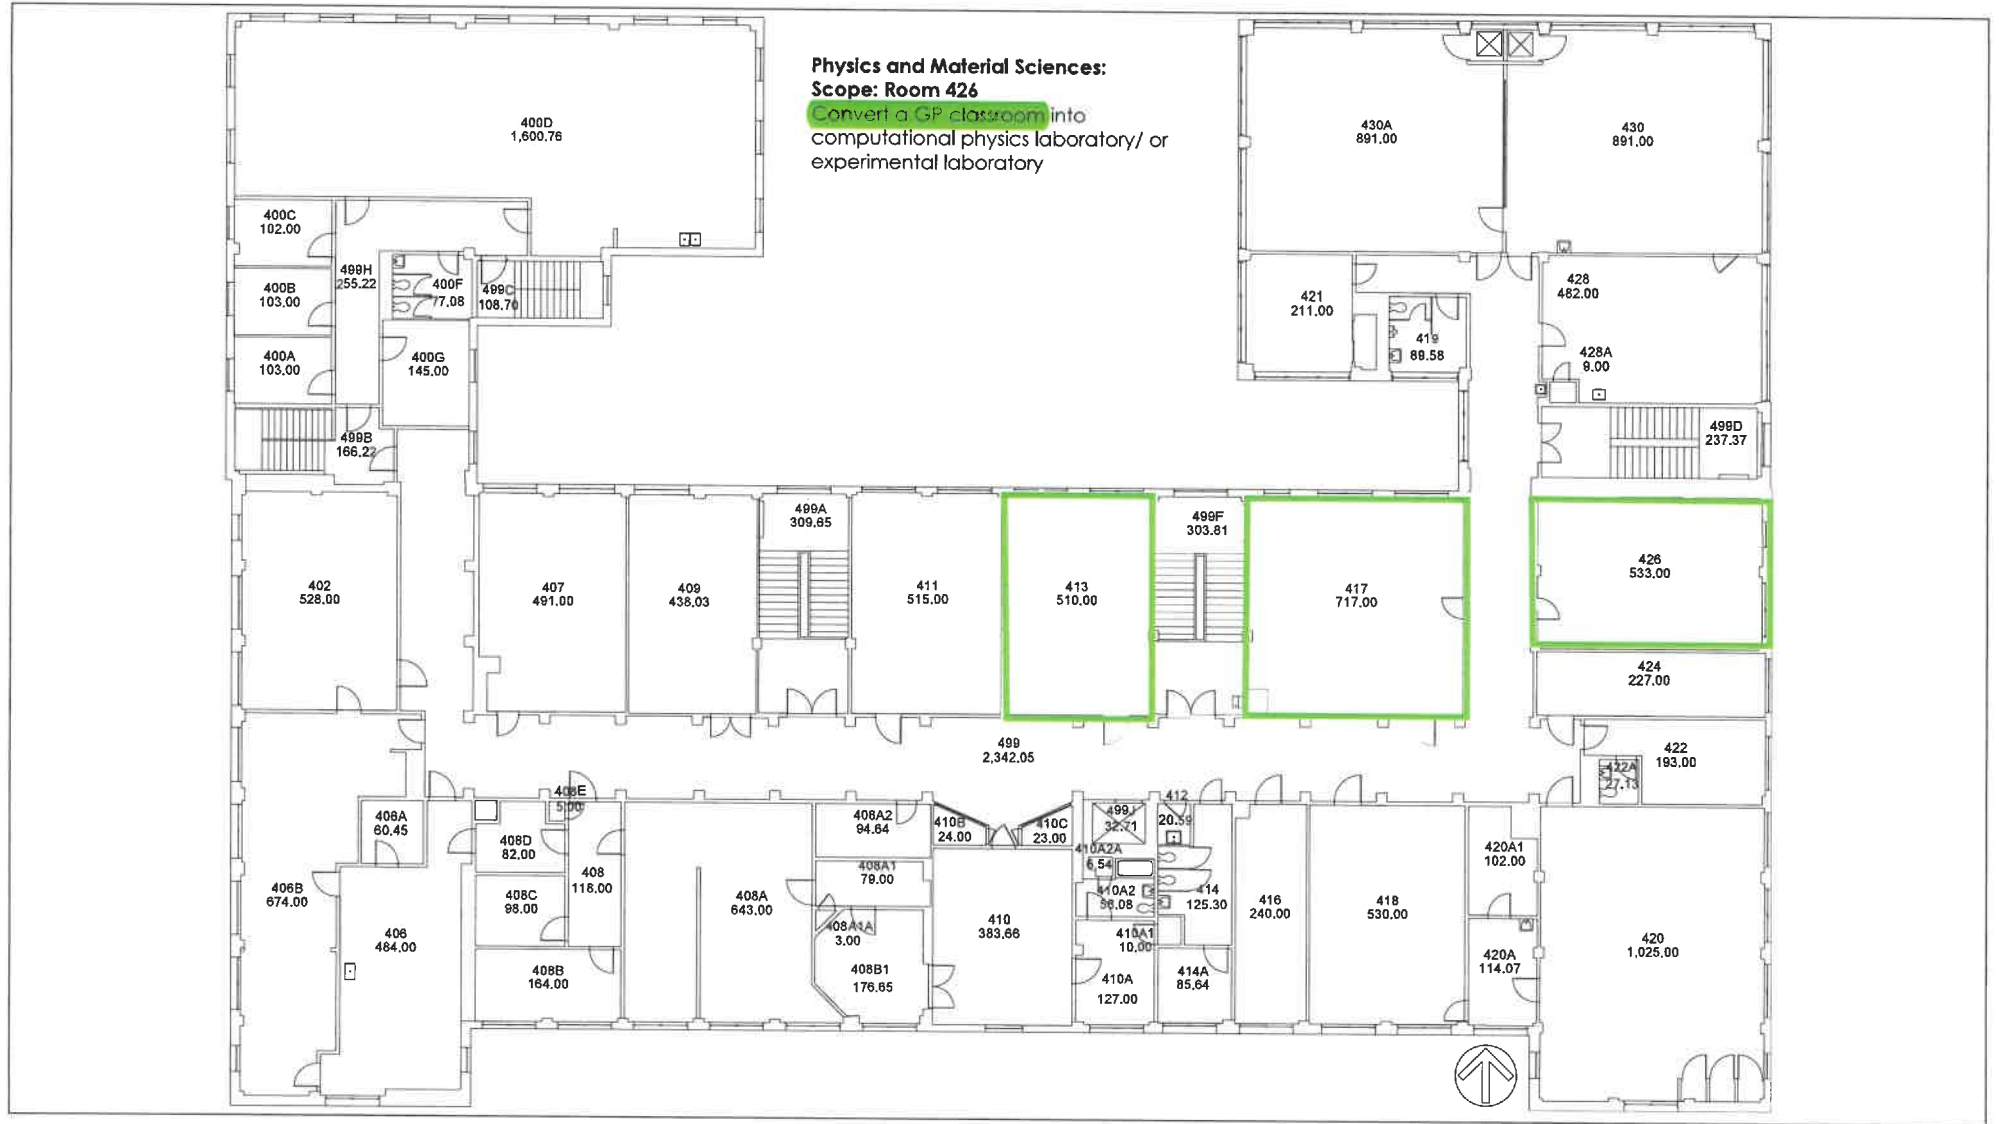 Physics and Material Sciences:
Scope: Room 426
Convert a GP classroom into
computational physics laboratory/ or
experimental laboratory
400D
1,600.76
430A
891.00
430
891.00
400C
102.00
499H
255.22
400F
77.08
499C
108.70
400B
103.00
400A
103.00
400G
145.00
421
211.00
419
89.58
428
482.00
428A
9.00
499B
166.22
499D
237.37
402
528.00
407
491.00
409
438.03
499A
309.65
411
515.00
413
510.00
499F
303.81
417
717.00
426
533.00
424
227.00
499
2,342.05
422
193.00
422A
27.13
406A
60.45
408E
5.00
408D
82.00
408
118.00
408C
98.00
408B
164.00
406B
674.00
406
484.00
408A
643.00
408A2
94.64
408A1
79.00
408A1A
3.00
408B1
176.65
410B
24.00
410C
23.00
410
383.66
499J
32.71
412
20.59
410A2A
6.54
410A2
56.08
410A1
10.00
410A
127.00
414
125.30
414A
85.64
416
240.00
418
530.00
420A1
102.00
420A
114.07
420
1,025.00